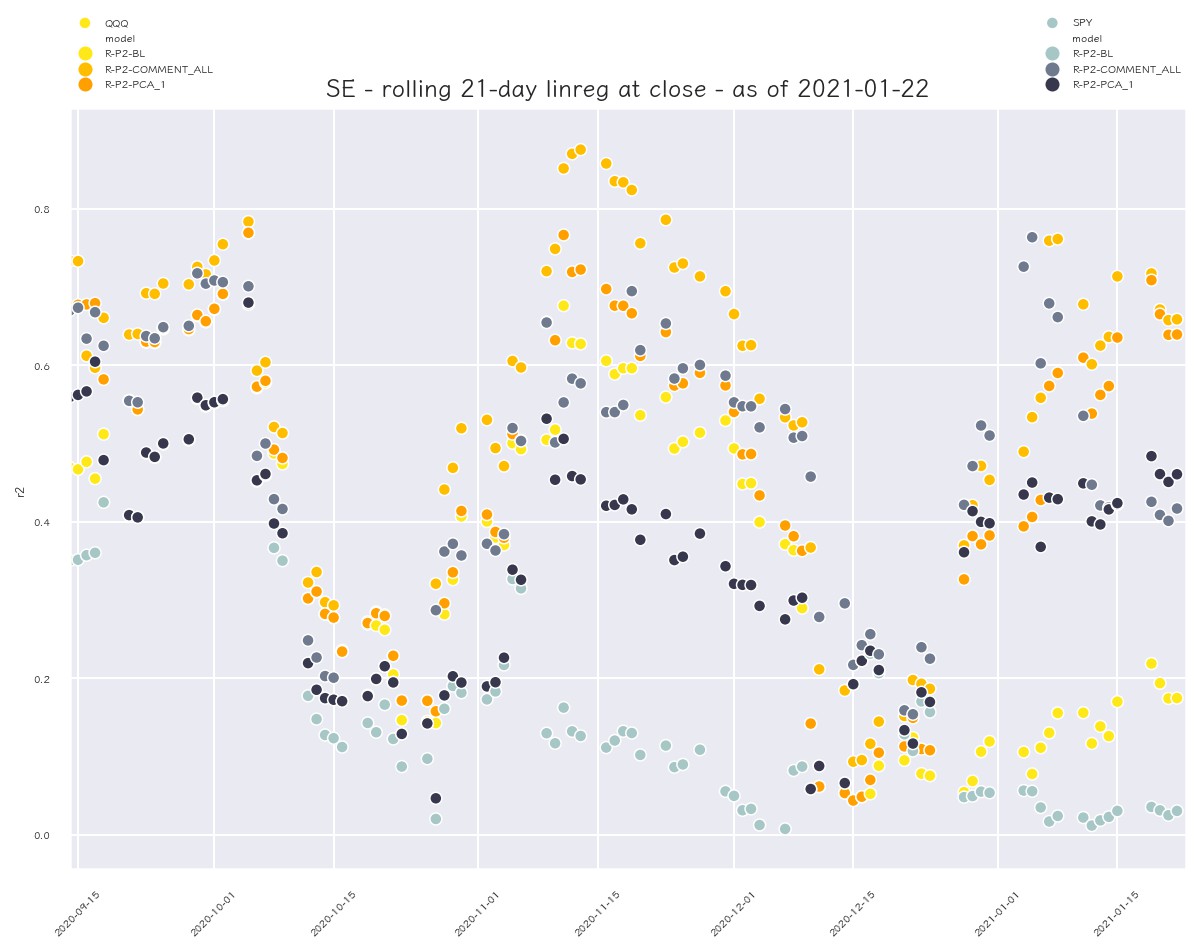 QQQ
model
R-P2-BL
R-P2-COMMENT_ALL
R-P2-PCA_1
SPY
model
R-P2-BL
R-P2-COMMENT_ALL
R-P2-PCA_1
SE - rolling 21-day linreg at close - as of 2021-01-22
0.8
0.6
0.4
0.2
0.0
r2
2020-09-15
2020-10-01
2020-10-15
2020-11-01
2020-11-15
2020-12-01
2020-12-15
2021-01-01
2021-01-15